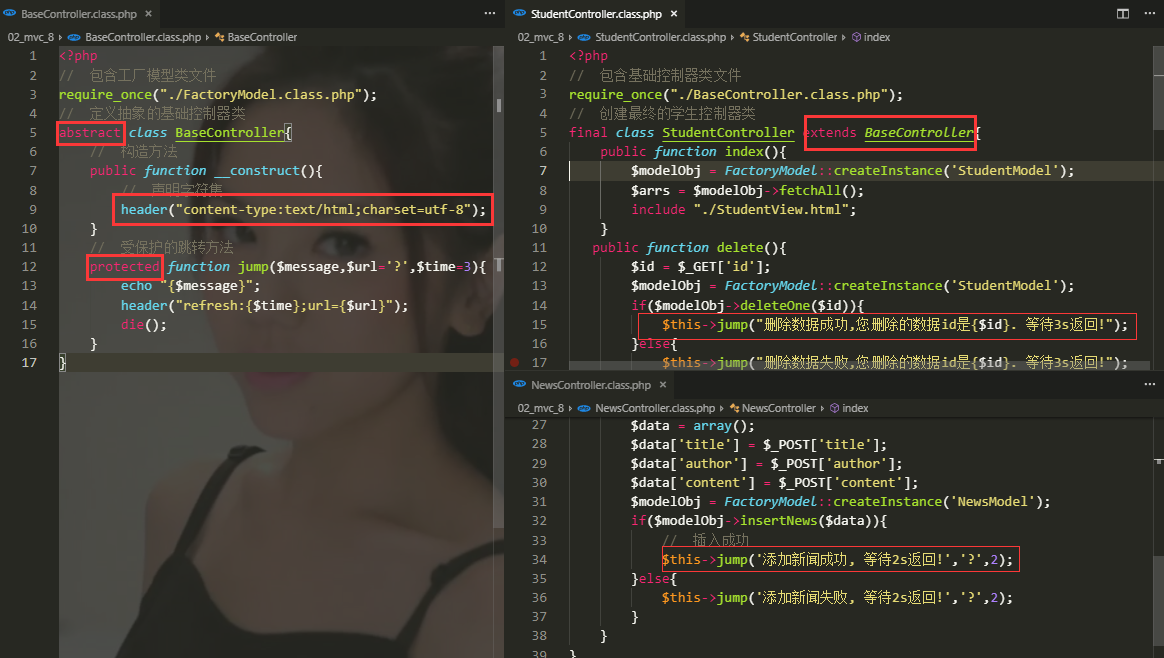 BaseController.class.php ×
02_mvc_8 › BaseController.class.php › BaseController
1 <?php
2 // 包含工厂模型类文件
3 require_once("./FactoryModel.class.php");
4 // 定义抽象的基础控制器类
5 abstract class BaseController{
6 // 构造方法
7 public function __construct(){
8 // 声明字符集
9 header("content-type:text/html;charset=utf-8");
10 }
11 // 受保护的跳转方法
12 protected function jump($message,$url='?',$time=3){
13 echo "{$message}";
14 header("refresh:{$time};url={$url}");
15 die();
16 }
17 }
StudentController.class.php ×
02_mvc_8 › StudentController.class.php › StudentController › index
1 <?php
2 // 包含基础控制器类文件
3 require_once("./BaseController.class.php");
4 // 创建最终的学生控制器类
5 final class StudentController extends BaseController{
6 public function index(){
7 $modelObj = FactoryModel::createInstance('StudentModel');
8 $arrs = $modelObj->fetchAll();
9 include "./StudentView.html";
10 }
11 public function delete(){
12 $id = $_GET['id'];
13 $modelObj = FactoryModel::createInstance('StudentModel');
14 if($modelObj->deleteOne($id)){
15 $this->jump("删除数据成功,您删除的数据id是{$id}. 等待3s返回!");
16 }else{
17 $this->jump("删除数据失败,您删除的数据id是{$id}. 等待3s返回!");
NewsController.class.php ×
02_mvc_8 › NewsController.class.php › NewsController › index
27 $data = array();
28 $data['title'] = $_POST['title'];
29 $data['author'] = $_POST['author'];
30 $data['content'] = $_POST['content'];
31 $modelObj = FactoryModel::createInstance('NewsModel');
32 if($modelObj->insertNews($data)){
33 // 插入成功
34 $this->jump('添加新闻成功, 等待2s返回!','?',2);
35 }else{
36 $this->jump('添加新闻失败, 等待2s返回!','?',2);
37 }
38 }
39 }